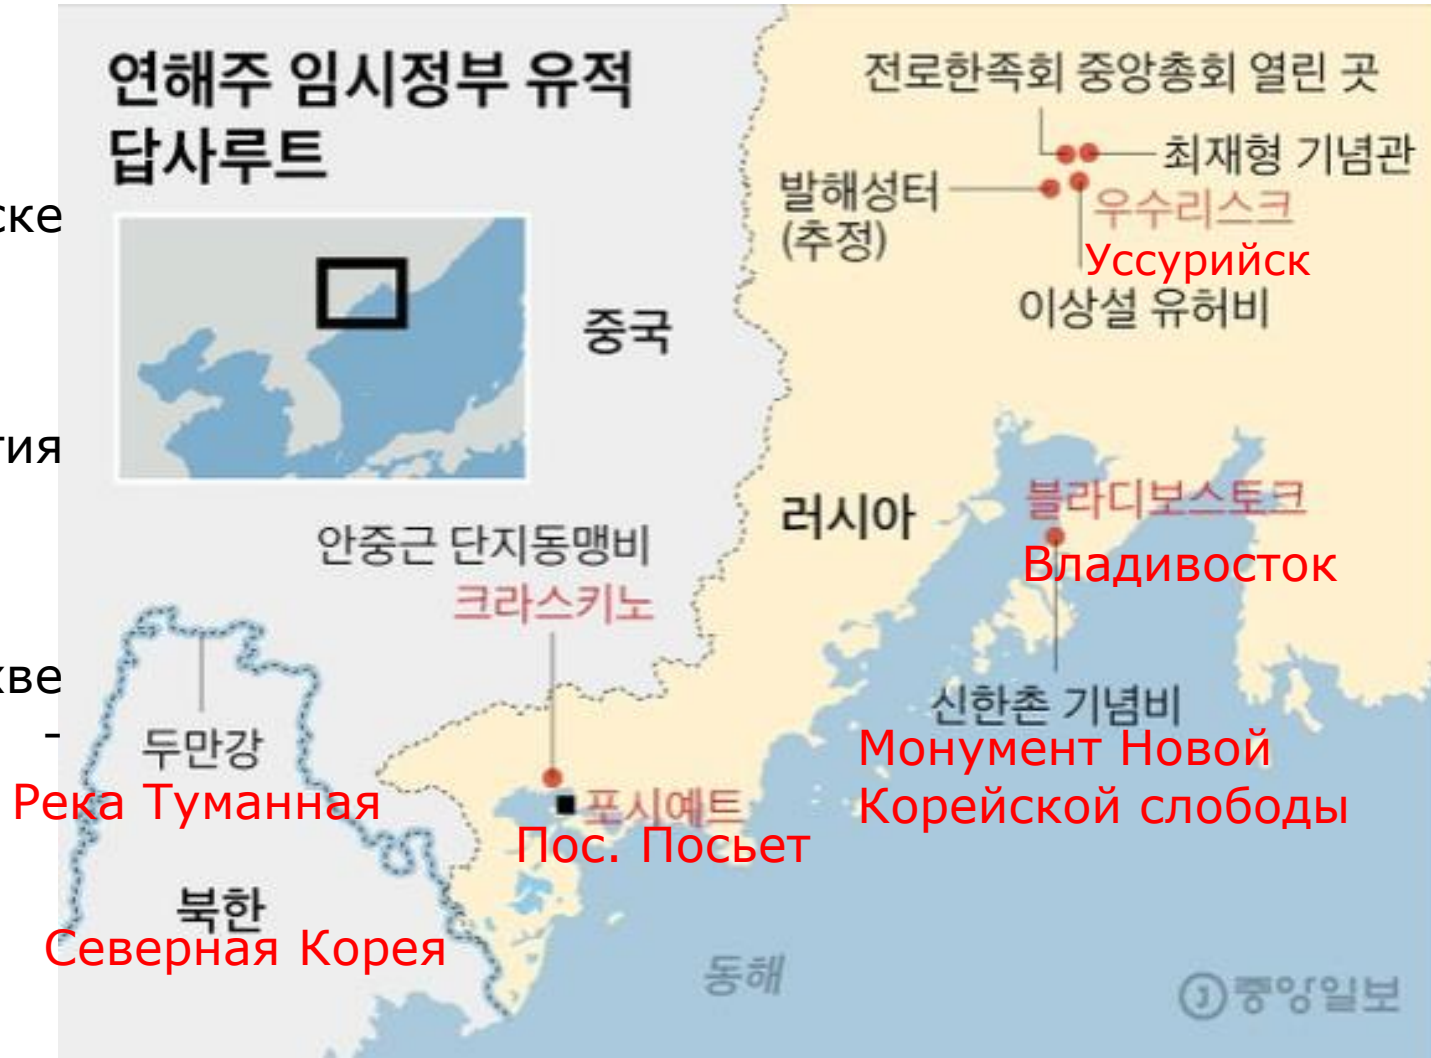 연해주 임시정부 유적
답사루트
전로한족회 중앙총회 열린 곳
최재형 기념관
발해성터
(추정)
우수리스크
Уссурийск
이상설 유허비
ске
중국
тия
러시아
블라디보스토크
Владивосток
안중근 단지동맹비
크라스키노
кве
-
신한촌 기념비
Монумент Новой
Корейской слободы
두만강
Река Туманная
포시예트
Пос. Посьет
북한
Северная Корея
동해
중앙일보